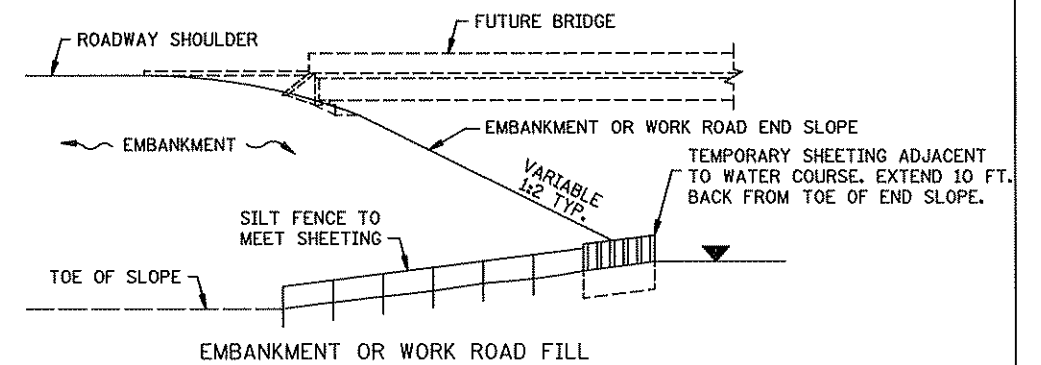 FUTURE BRIDGE
ROADWAY SHOULDER
EMBANKMENT
EMBANKMENT OR WORK ROAD END SLOPE
VARIABLE
1:2 TYP.
TEMPORARY SHEETING ADJACENT
TO WATER COURSE. EXTEND 10 FT.
BACK FROM TOE OF END SLOPE.
SILT FENCE TO
MEET SHEETING
TOE OF SLOPE
EMBANKMENT OR WORK ROAD FILL